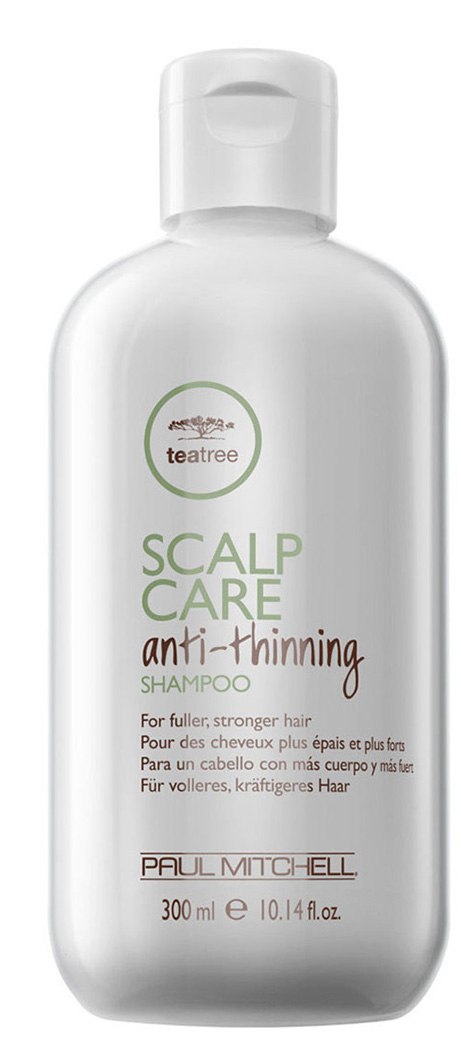 teatree
SCALP
CARE
anti-thinning
SHAMPOO
For fuller, stronger hair
Pour des cheveux plus épais et plus forts
Para un cabello con más cuerpo y más fuert
Für volleres, kräftigeres Haar
PAUL MITCHELL®
300 ml ℮ 10.14 fl.oz.